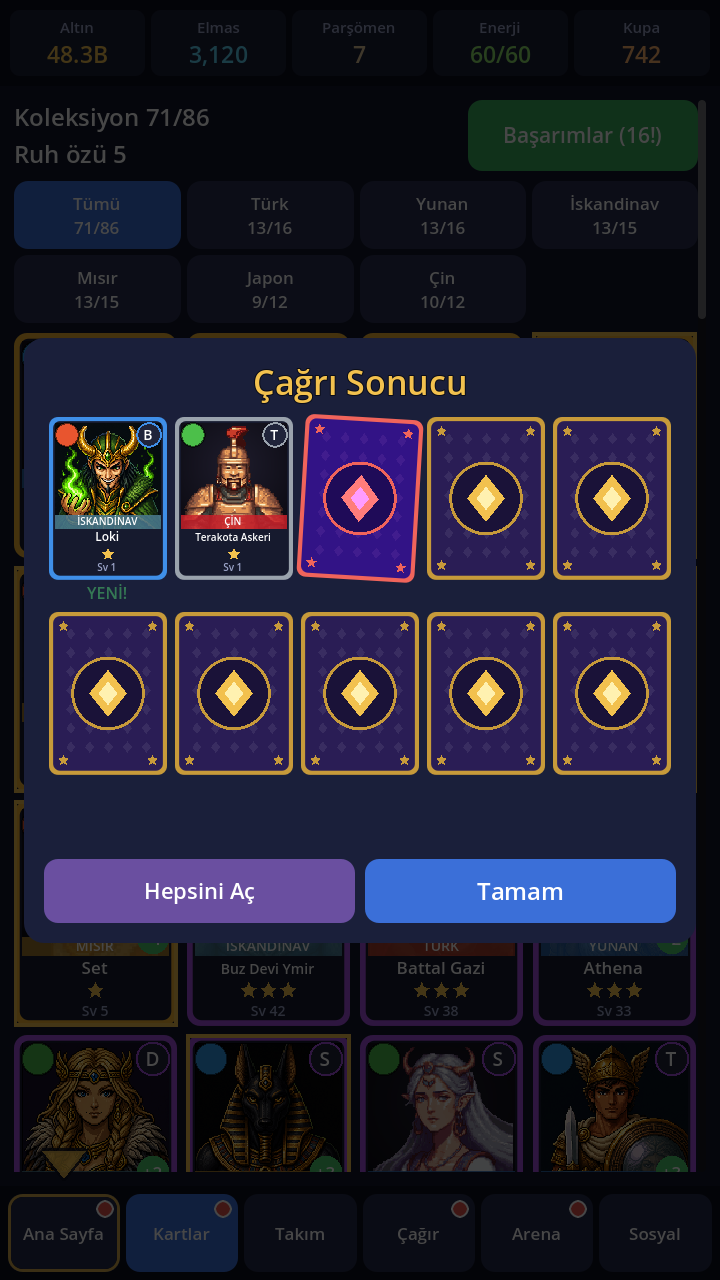 Altın Elmas Parşömen Enerji Kupa
48.3B 3,120 7 60/60 742
Koleksiyon 71/86
Ruh özü 5
Başarımlar (16!)
Tümü Türk Yunan İskandinav
71/86 13/16 13/16 13/15
Mısır Japon Çin
13/15 9/12 10/12
Çağrı Sonucu
B T
İSKANDİNAV ÇİN
Loki Terakota Askeri
Sv 1 Sv 1
YENİ!
Hepsini Aç Tamam
MISIR İSKANDİNAV TÜRK YUNAN
Set Buz Devi Ymir Battal Gazi Athena
Sv 5 Sv 42 Sv 38 Sv 33
D S S T
Ana Sayfa Kartlar Takım Çağır Arena Sosyal